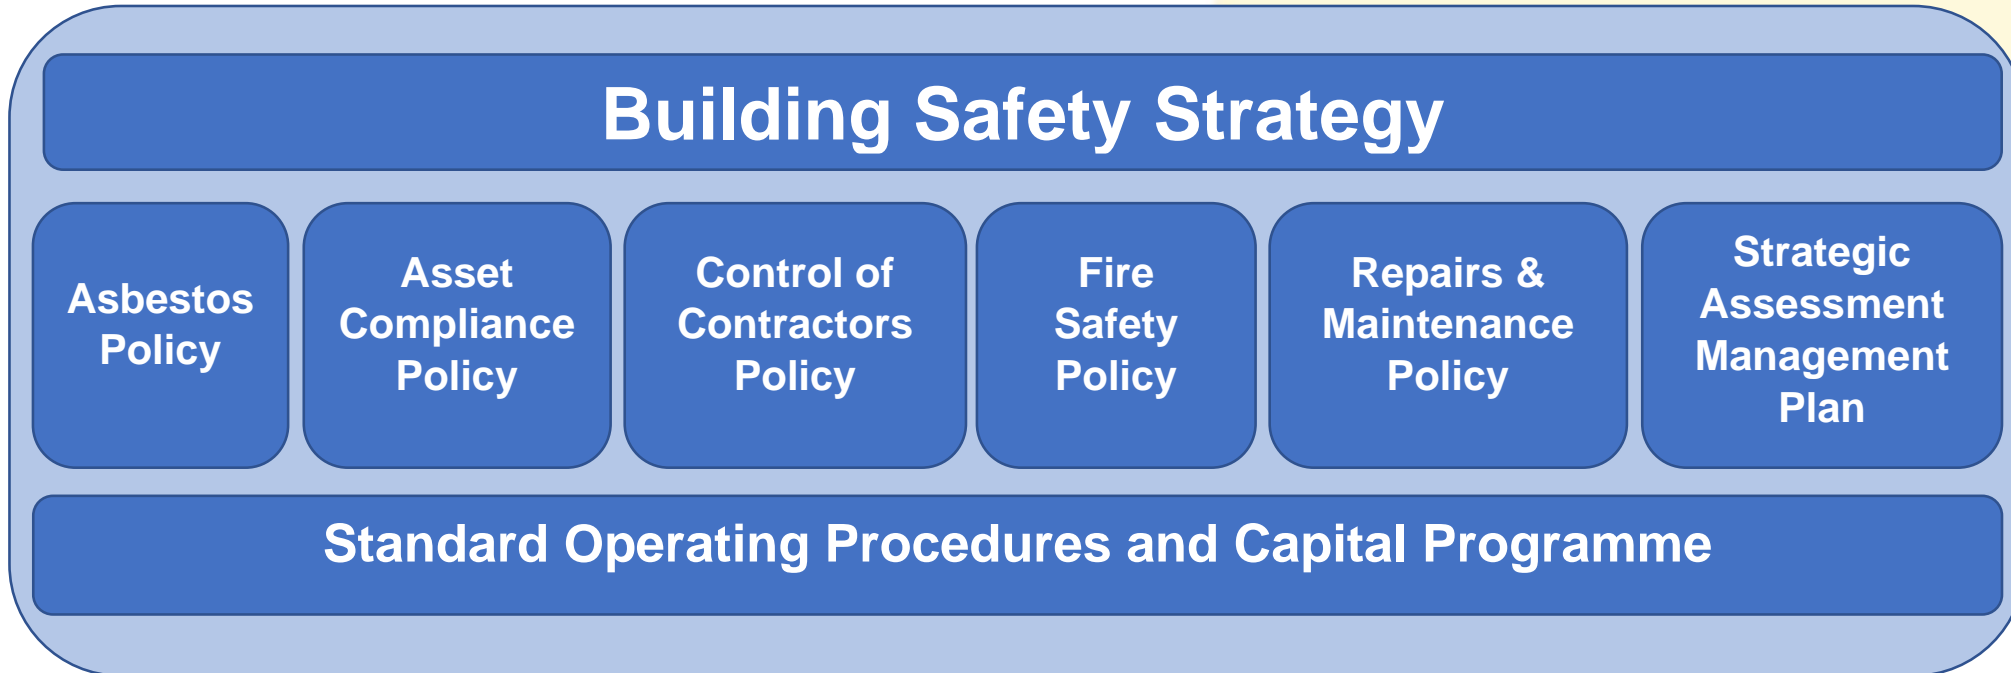 Building Safety Strategy
Asbestos
Policy
Asset
Compliance
Policy
Control of
Contractors
Policy
Fire
Safety
Policy
Repairs &
Maintenance
Policy
Strategic
Assessment
Management
Plan
Standard Operating Procedures and Capital Programme